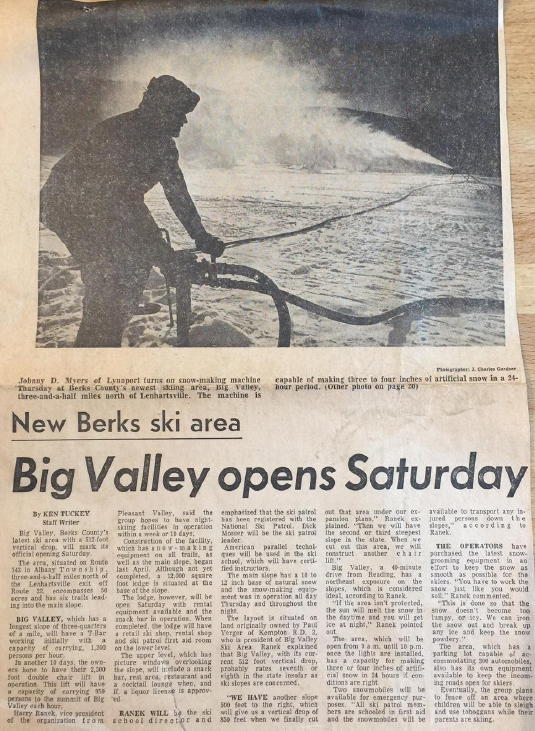 Photographer: J. Charles Gardner
Johnny D. Myers of Lynnport turns on snow-making machine
Thursday at Berks County's newest skiing area, Big Valley,
three-and-a-half miles north of Lenhartsville. The machine is
capable of making three to four inches of artificial snow in a 24-
hour period. (Other photo on page 20)
New Berks ski area
Big Valley opens Saturday
By KEN TUCKEY
Staff Writer
Big Valley, Berks County's
latest ski area with a 512-foot
vertical drop, will mark its
official opening Saturday.
The area, situated on Route
143 in Albany Township,
three-and-a-half miles north of
the Lenhartsville exit off
Route 22, encompasses 50
acres and has six trails lead-
ing into the main slope.
BIG VALLEY, which has a
longest slope of three-quarters
of a mile, will have a T-Bar
working initially with a
capacity of carrying, 1,200
persons per hour.
In another 10 days, the own-
ers hope to have their 2,300
foot double chair lift in
operation. This lift will have
a capacity of carrying 950
persons to the summit of Big
Valley each hour.
Harry Ranek, vice president
of the organization from
Pleasant Valley, said the
group hopes to have night-
skiing facilities in operation
within a week or 10 days.
Construction of the facility,
which has snow-making
equipment on all trails, as
well as the main slope, began
last April. Although not yet
completed, a 12,000 square
foot lodge is situated at the
base of the slope.
The lodge, however, will be
open Saturday with rental
equipment available and the
snack bar in operation. When
completed, the lodge will have
a retail ski shop, rental shop
and ski patrol first aid room
on the lower level.
The upper level, which has
picture windows overlooking
the slope, will include a snack
bar, rest area, restaurant and
a cocktail lounge when, and
if, a liquor license is approv-
ed.
RANEK WILL be the ski
school director and
emphasized that the ski patrol
has been registered with the
National Ski Patrol. Dick
Moyer will be the ski patrol
leader.
American parallel techni-
ques will be used in the ski
school, which will have certi-
fied instructors.
The main slope has a 10 to
12 inch base of natural snow
and the snow-making equip-
ment was in operation all day
Thursday and throughout the
night.
The layout is situated on
land originally owned by Paul
Verger of Kempton R.D. 2,
who is president of Big Valley
Ski Area. Ranek explained
that Big Valley, with its cur-
rent 512 foot vertical drop,
probably rates seventh or
eighth in the state insofar as
ski slopes are concerned.
"WE HAVE another slope
500 feet to the right, which
will give us a vertical drop of
850 feet when we finally cut
out that area under our ex-
pansion plans," Ranek ex-
plained. "Then we will have
the second or third steepest
slope in the state. When we
cut out this area, we will
construct another chair
lift."
Big Valley, a 40-minute
drive from Reading, has a
northeast exposure on the
slopes, which is considered
ideal, according to Ranek.
"If the area isn't protected,
the sun will melt the snow in
the daytime and you will get
ice at night," Ranek pointed
out.
The area, which will be
open from 9 a.m. until 10 p.m.
once the lights are installed,
has a capacity for making
three or four inches of artifi-
cial snow in 24 hours if con-
ditions are right
Two snowmobiles will be
available for emergency pur-
poses. "All ski patrol mem-
bers are schooled in first aid
and the snowmobiles will be
available to transport any in-
jured persons down the
slopes," according to
Ranek.
THE OPERATORS have
purchased the latest snow-
grooming equipment in an
effort to keep the snow as
smooth as possible for the
skiers. "You have to work the
snow just like you would
soil," Ranek commented.
"This is done so that the
snow doesn't become too
lumpy, or icy. We can iron
the snow out and break up
any ice and keep the snow
powdery."
The area, which has a
parking lot capable of ac-
commodating 300 automobiles,
also has its own equipment
available to keep the incom-
ing roads open for skiers.
Eventually, the group plans
to fence off an area where
children will be able to sleigh
and use toboggans while their
parents are skiing.